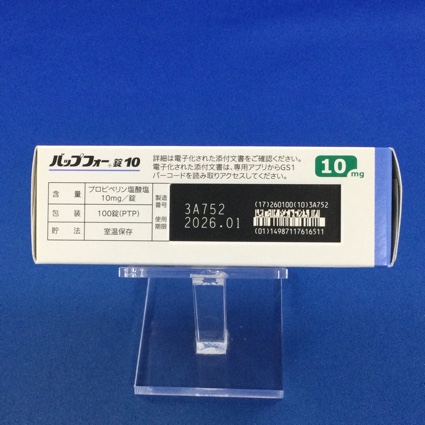 バップフォー錠10
詳細は電子化された添付文書をご確認ください。
電子化された添付文書は、専用アプリからGS1
バーコードを読み取りアクセスしてください。
10mg
含量 プロピベリン塩酸塩
10mg/錠
包装 100錠(PTP)
貯法 室温保存
製造番号 3A752
使用期限 2026.01
(17)260100(10)3A752
(01)14987117616511